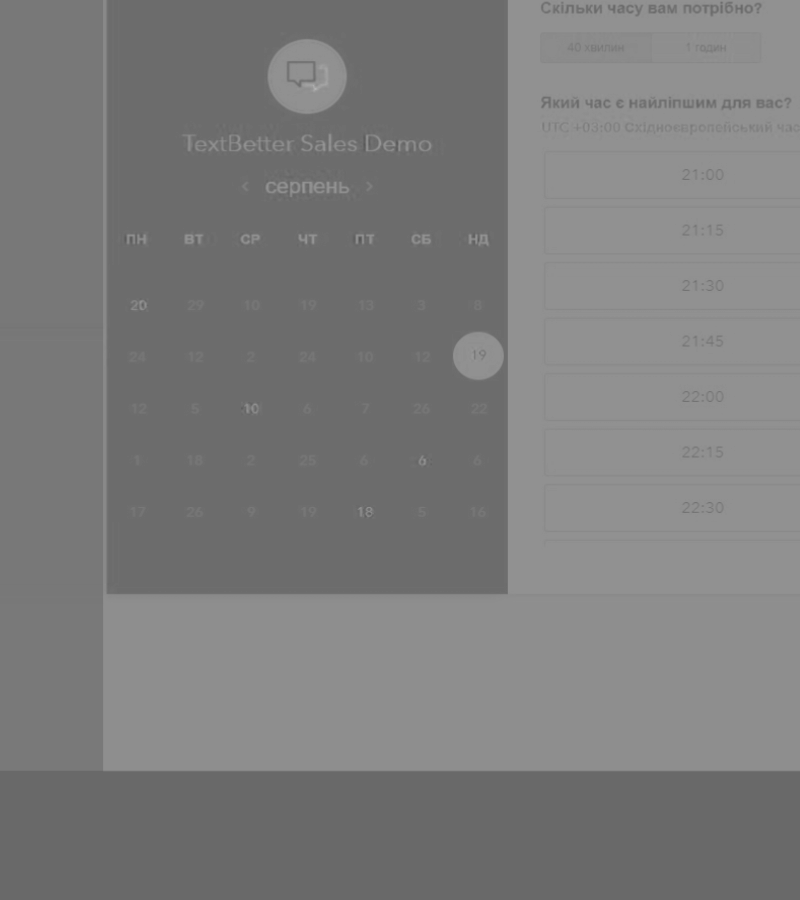 TextBetter Sales Demo
‹ серпень ›
ПН ВТ СР ЧТ ПТ СБ НД
20 29 10 19 13 3 8
24 12 2 24 10 12 19
12 5 10 6 7 26 22
1 18 2 25 6 6 6
17 26 9 19 18 5 16
Скільки часу вам потрібно?
40 хвилин 1 годин
Який час є найліпшим для вас?
UTC +03:00 Східноєвропейський час
21:00
21:15
21:30
21:45
22:00
22:15
22:30